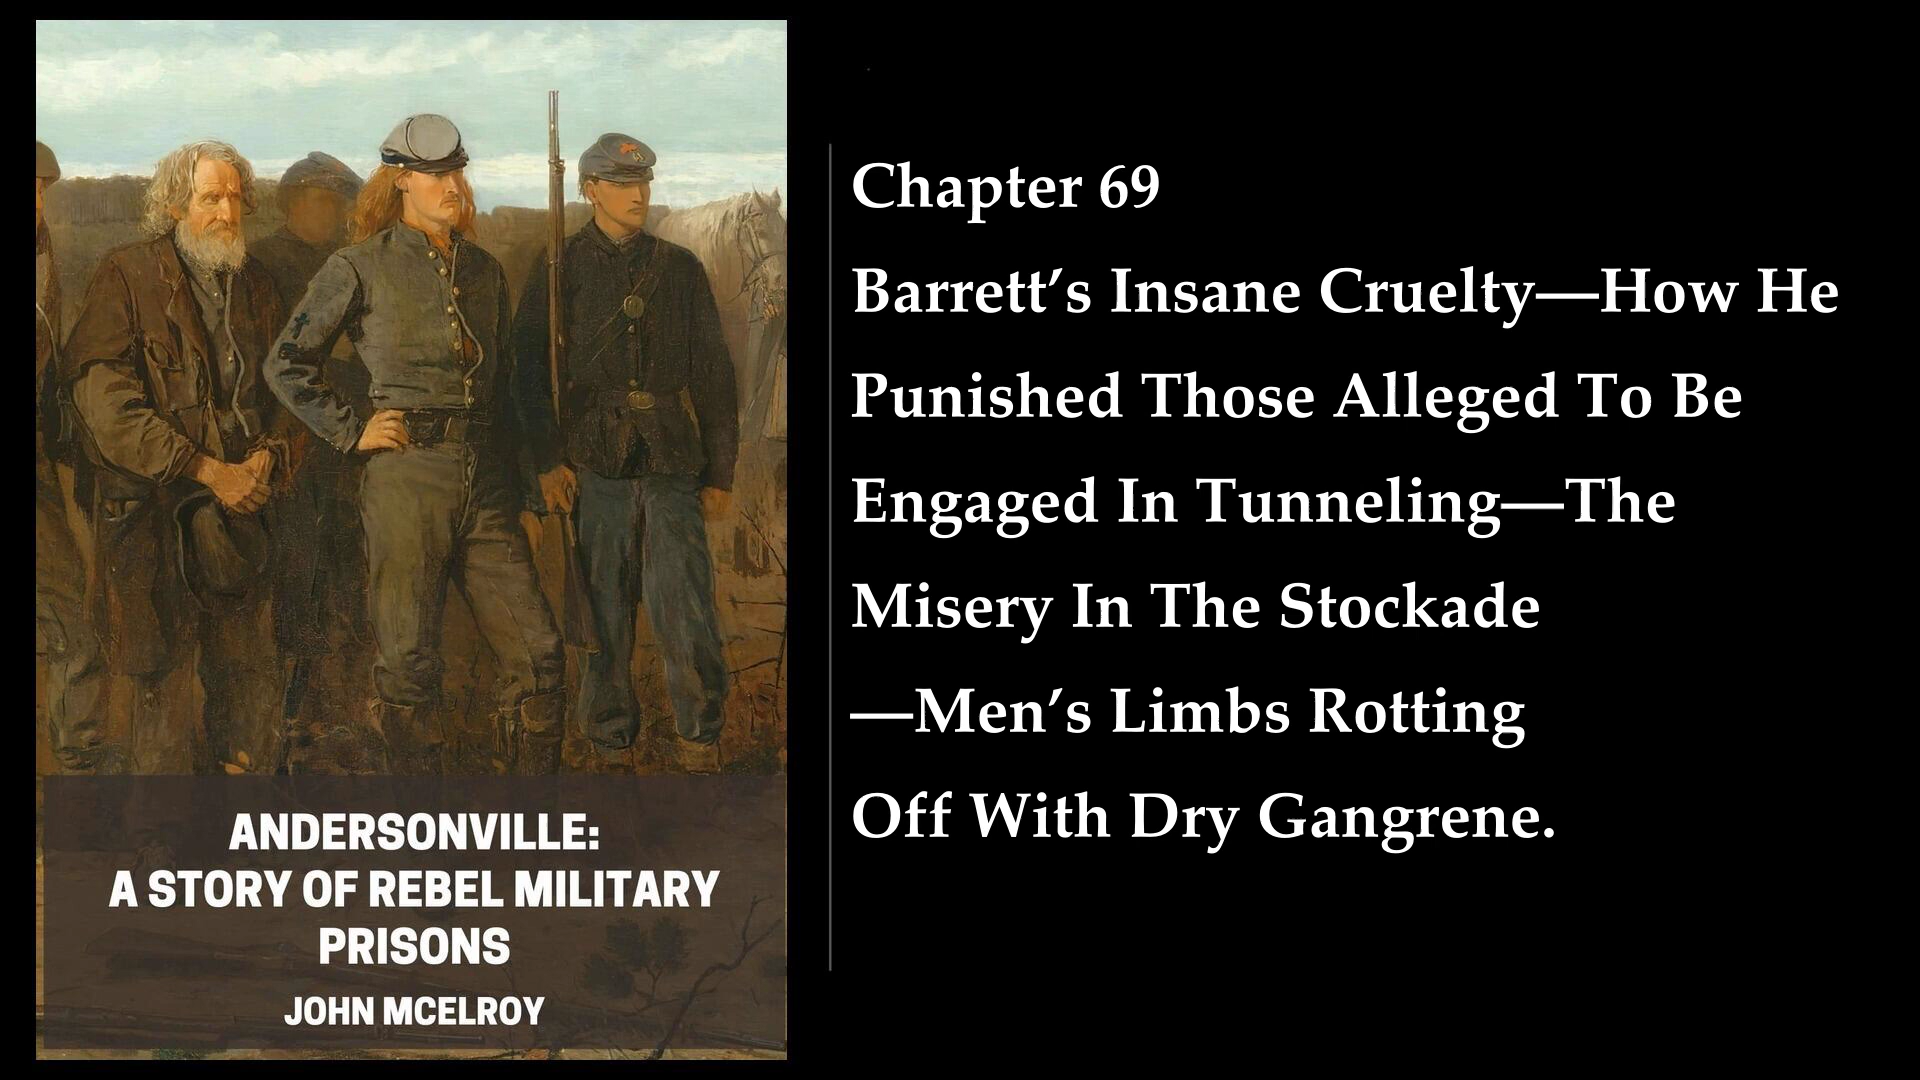 Chapter 69
Barrett’s Insane Cruelty—How He
Punished Those Alleged To Be
Engaged In Tunneling—The
Misery In The Stockade
—Men’s Limbs Rotting
Off With Dry Gangrene.
ANDERSONVILLE:
A STORY OF REBEL MILITARY
PRISONS
JOHN MCELROY